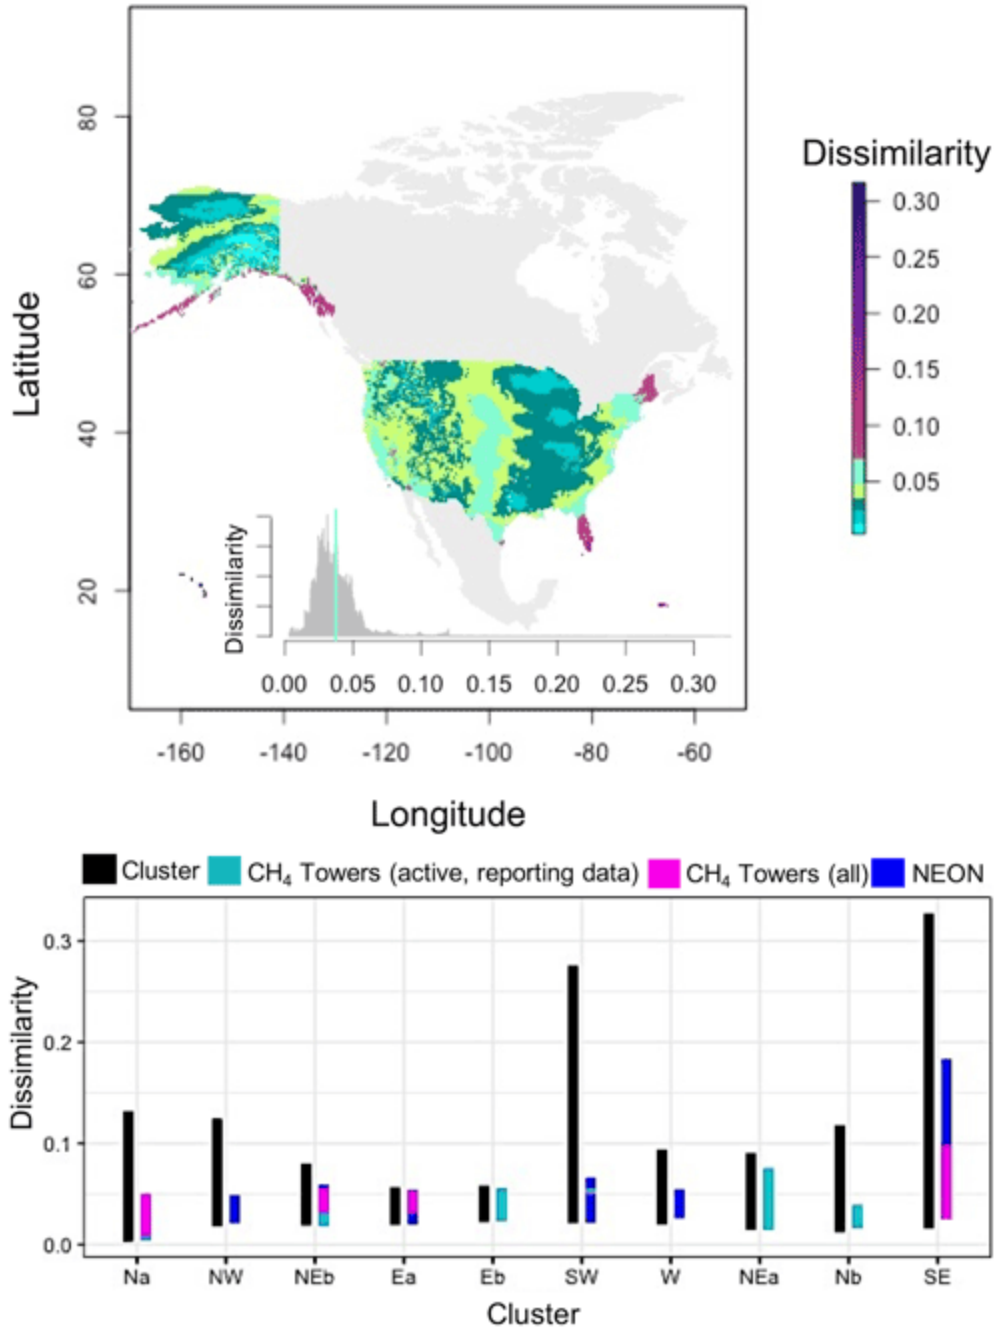 80
60
40
20
Latitude
Dissimilarity
0.30
0.25
0.20
0.15
0.10
0.05
Dissimilarity
0.00 0.05 0.10 0.15 0.20 0.25 0.30
-160 -140 -120 -100 -80 -60
Longitude
Cluster CH₄ Towers (active, reporting data) CH₄ Towers (all) NEON
Dissimilarity
0.3
0.2
0.1
0.0
Na NW NEb Ea Eb SW W NEa Nb SE
Cluster